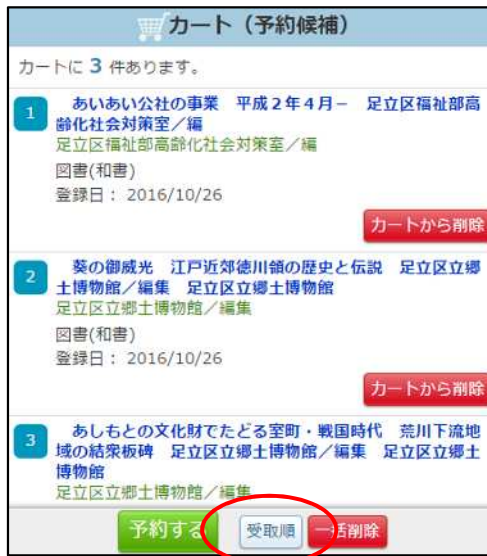 カート（予約候補）
カートに 3 件あります。
1
あいあい公社の事業　平成２年４月－　足立区福祉部高
齢化社会対策室／編
足立区福祉部高齢化社会対策室／編
図書(和書)
登録日： 2016/10/26
カートから削除
2
葵の御威光　江戸近郊徳川領の歴史と伝説　足立区立郷
土博物館／編集　足立区立郷土博物館
足立区立郷土博物館／編集
図書(和書)
登録日： 2016/10/26
カートから削除
3
あしもとの文化財でたどる室町・戦国時代　荒川下流地
域の結衆板碑　足立区立郷土博物館／編集　足立区立郷土
博物館
足立区立郷土博物館／編集
予約する
受取順
一括削除